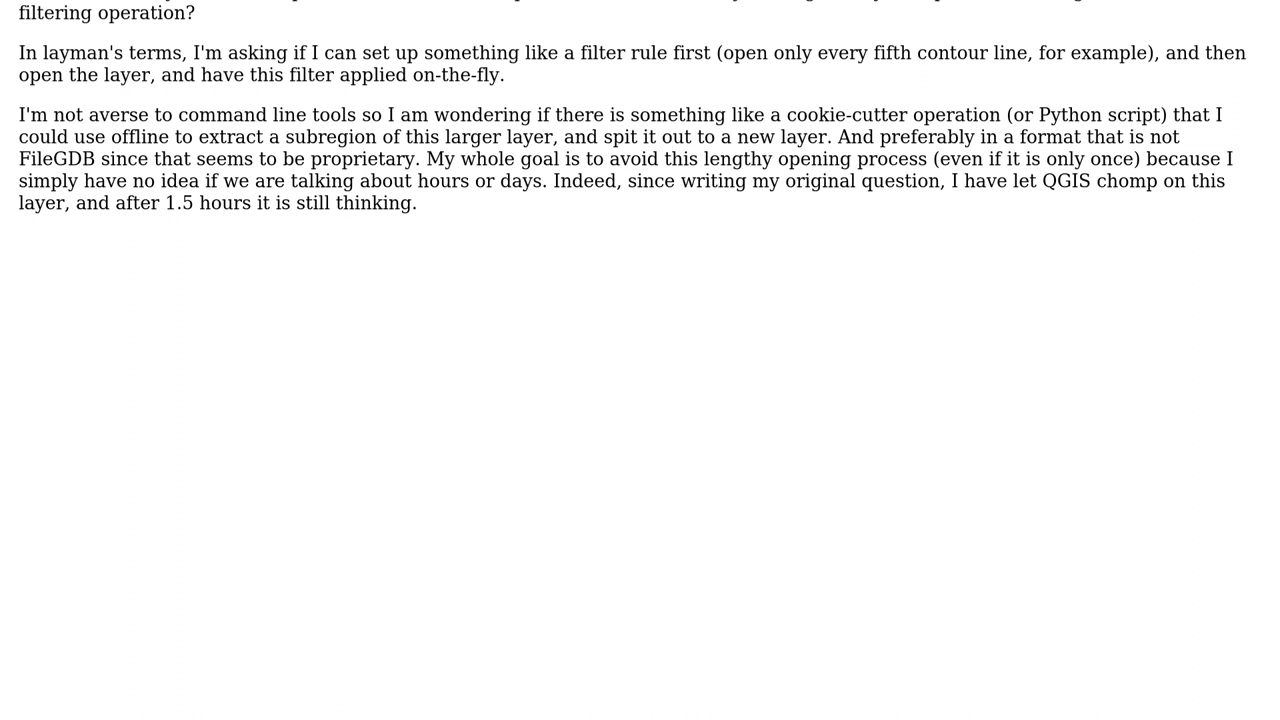 filtering operation?
In layman's terms, I'm asking if I can set up something like a filter rule first (open only every fifth contour line, for example), and then
open the layer, and have this filter applied on-the-fly.
I'm not averse to command line tools so I am wondering if there is something like a cookie-cutter operation (or Python script) that I
could use offline to extract a subregion of this larger layer, and spit it out to a new layer. And preferably in a format that is not
FileGDB since that seems to be proprietary. My whole goal is to avoid this lengthy opening process (even if it is only once) because I
simply have no idea if we are talking about hours or days. Indeed, since writing my original question, I have let QGIS chomp on this
layer, and after 1.5 hours it is still thinking.